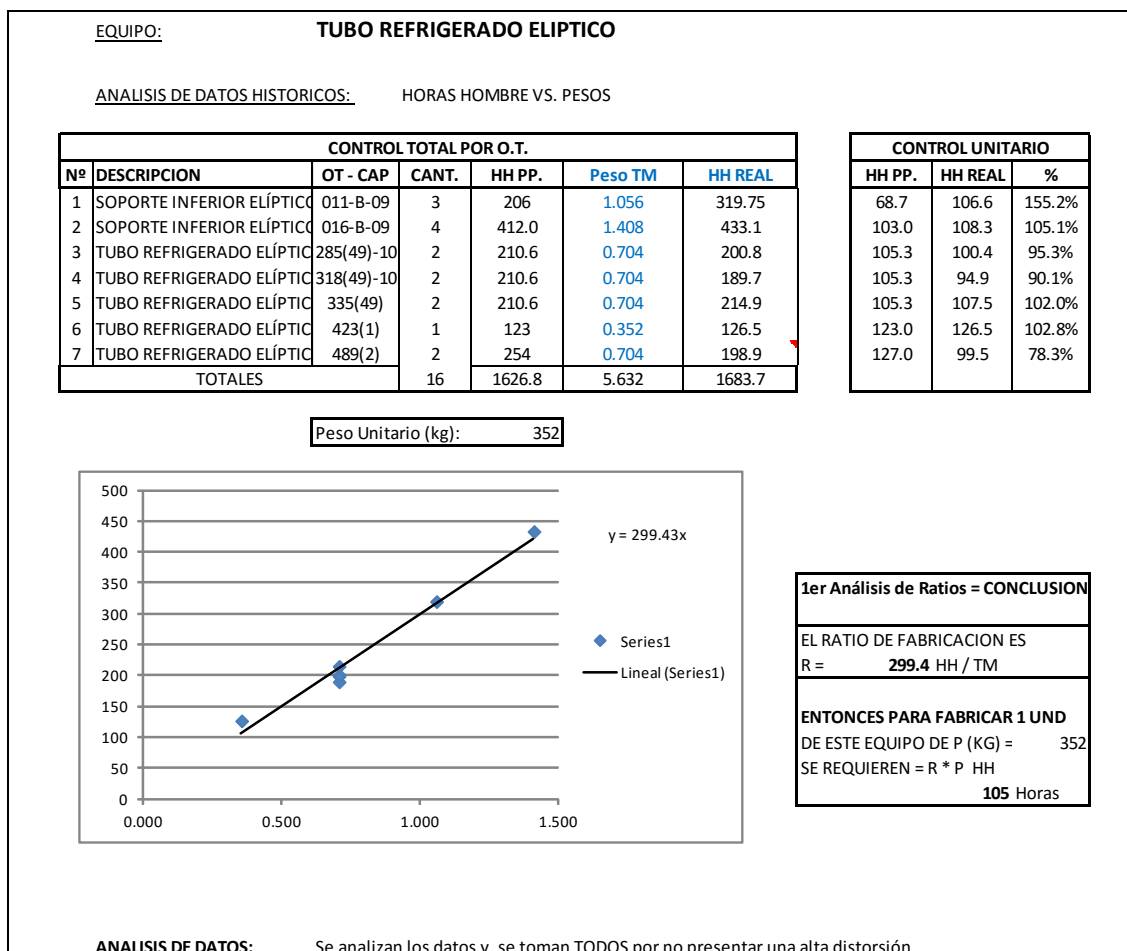 EQUIPO: TUBO REFRIGERADO ELIPTICO
ANALISIS DE DATOS HISTORICOS: HORAS HOMBRE VS. PESOS
CONTROL TOTAL POR O.T. CONTROL UNITARIO
Nº DESCRIPCION OT - CAP CANT. HH PP. Peso TM HH REAL HH PP. HH REAL %
1 SOPORTE INFERIOR ELÍPTICO 011-B-09 3 206 1.056 319.75 68.7 106.6 155.2%
2 SOPORTE INFERIOR ELÍPTICO 016-B-09 4 412.0 1.408 433.1 103.0 108.3 105.1%
3 TUBO REFRIGERADO ELÍPTIC 285(49)-10 2 210.6 0.704 200.8 105.3 100.4 95.3%
4 TUBO REFRIGERADO ELÍPTIC 318(49)-10 2 210.6 0.704 189.7 105.3 94.9 90.1%
5 TUBO REFRIGERADO ELÍPTIC 335(49) 2 210.6 0.704 214.9 105.3 107.5 102.0%
6 TUBO REFRIGERADO ELÍPTIC 423(1) 1 123 0.352 126.5 123.0 126.5 102.8%
7 TUBO REFRIGERADO ELÍPTIC 489(2) 2 254 0.704 198.9 127.0 99.5 78.3%
TOTALES 16 1626.8 5.632 1683.7
Peso Unitario (kg): 352
500
450
400
350
300
250
200
150
100
50
0
0.000 0.500 1.000 1.500
y = 299.43x
Series1
Lineal (Series1)
1er Análisis de Ratios = CONCLUSION
EL RATIO DE FABRICACION ES
R = 299.4 HH / TM
ENTONCES PARA FABRICAR 1 UND
DE ESTE EQUIPO DE P (KG) = 352
SE REQUIEREN = R * P HH
105 Horas
ANALISIS DE DATOS: Se analizan los datos y se toman TODOS por no presentar una alta distorsión